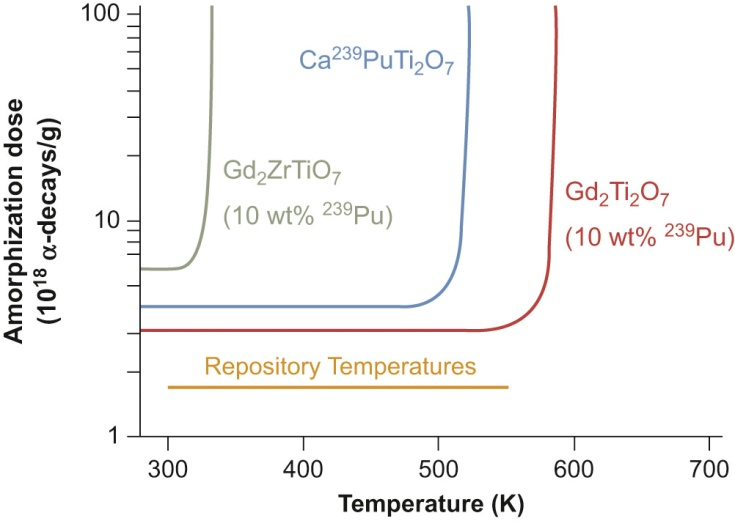 100
Ca²³⁹PuTi₂O₇
Gd₂ZrTiO₇
(10 wt% ²³⁹Pu)
Gd₂Ti₂O₇
(10 wt% ²³⁹Pu)
10
Amorphization dose
(10¹⁸ α-decays/g)
Repository Temperatures
1
300 400 500 600 700
Temperature (K)